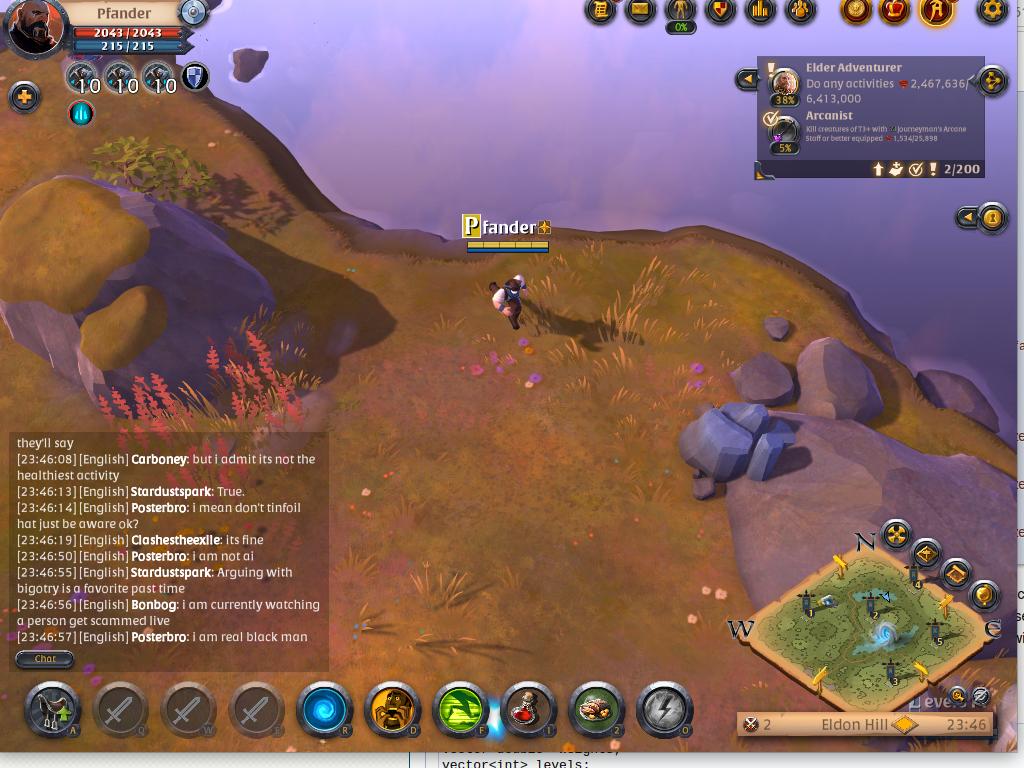 Pfander
2043/2043
215/215
10
10
10
0%
Elder Adventurer
Do any activities 2,467,636/
6,413,000
38%
Arcanist
Kill creatures of T3+ with Journeyman's Arcane
Staff or better equipped 1,534/25,898
5%
2/200
Pfander
they'll say
[23:46:08] [English] Carboney: but i admit its not the
healthiest activity
[23:46:13] [English] Stardustspark: True.
[23:46:14] [English] Posterbro: i mean don't tinfoil
hat just be aware ok?
[23:46:19] [English] Clashestheexile: its fine
[23:46:50] [English] Posterbro: i am not ai
[23:46:55] [English] Stardustspark: Arguing with
bigotry is a favorite past time
[23:46:56] [English] Bonbog: i am currently watching
a person get scammed live
[23:46:57] [English] Posterbro: i am real black man
Chat
N
W
E
1
2
3
4
5
A
Q
W
E
R
D
F
1
2
O
2
Eldon Hill
23:46
vector<int> levels;